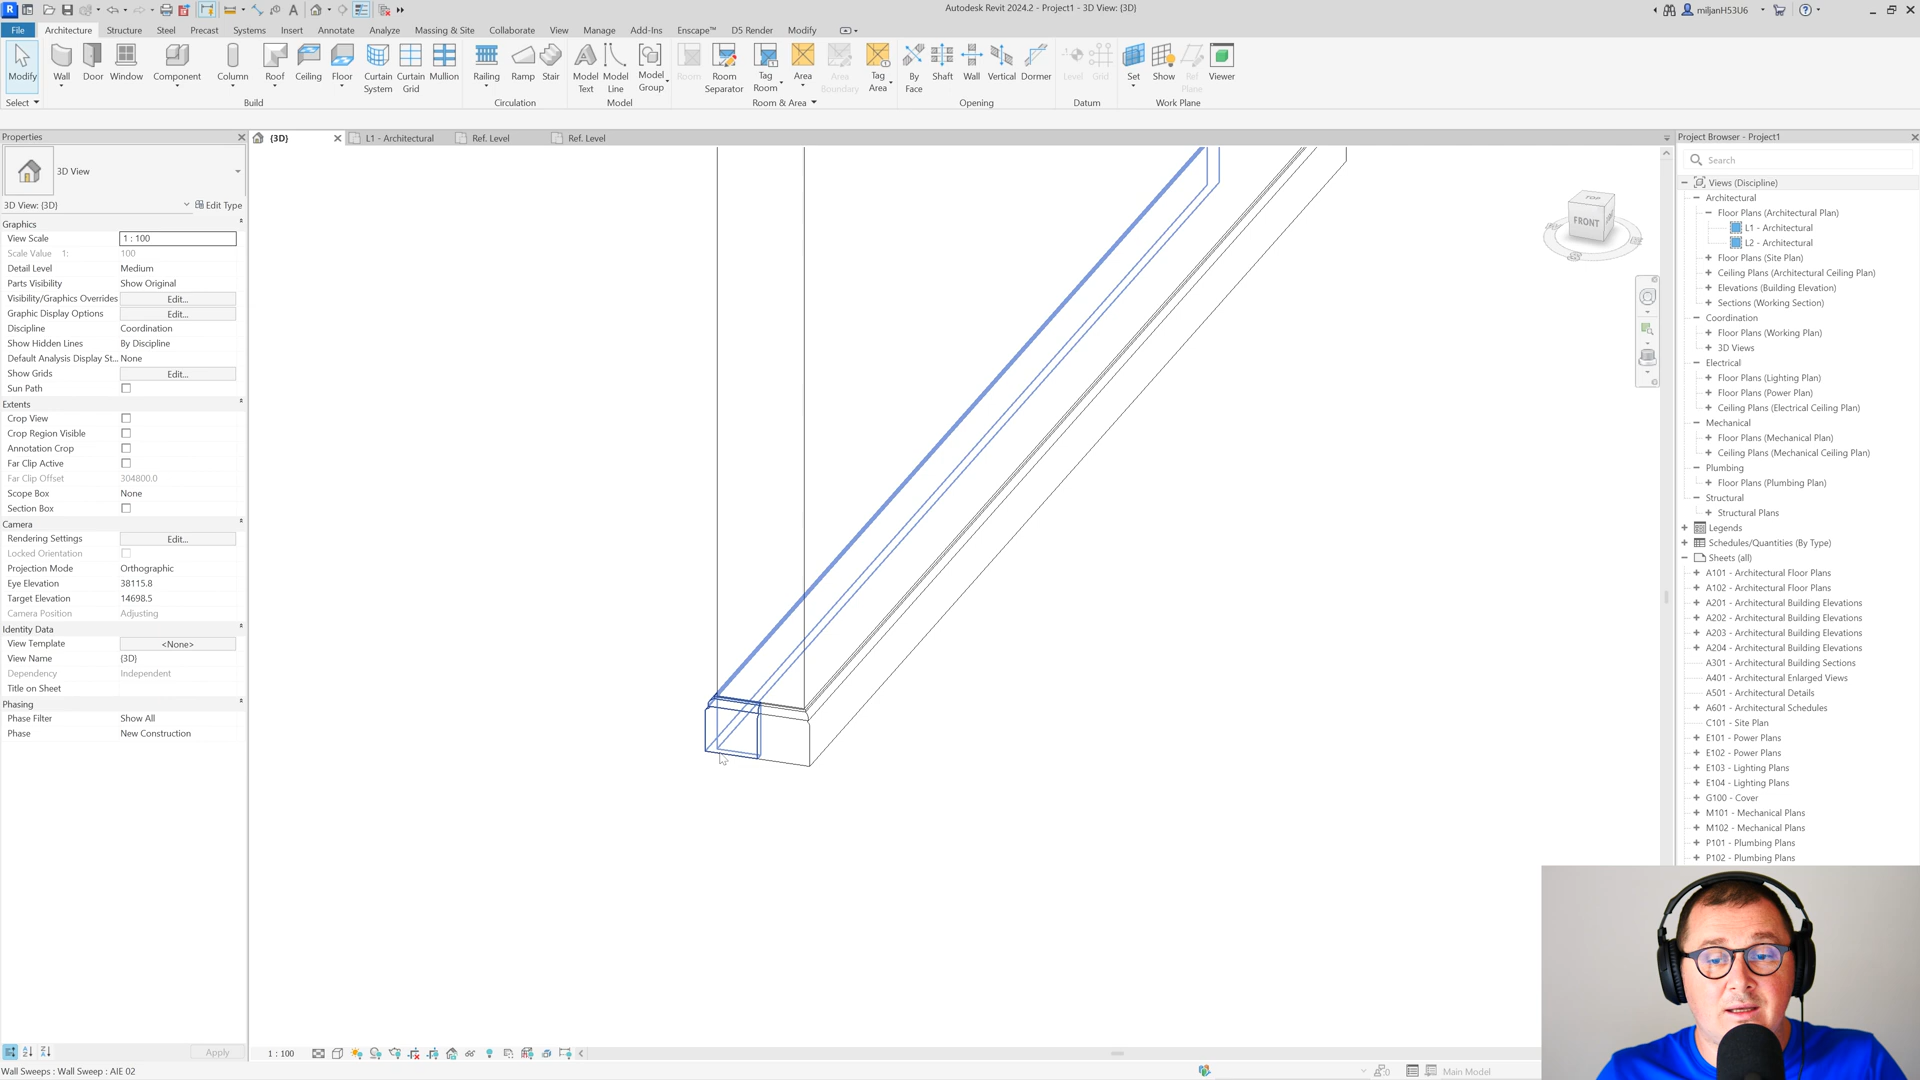 Autodesk Revit 2024.2 - Project1 - 3D View: {3D}
miljanH53U6
File Architecture Structure Steel Precast Systems Insert Annotate Analyze Massing & Site Collaborate View Manage Add-Ins Enscape™ D5 Render Modify
Modify Wall Door Window Component Column Roof Ceiling Floor Curtain System Curtain Grid Mullion Railing Ramp Stair Model Text Model Line Model Group Room Room Separator Tag Room Area Area Boundary Tag Area By Face Shaft Wall Vertical Dormer Level Grid Set Show Ref Plane Viewer
Select Build Circulation Model Room & Area Opening Datum Work Plane
Properties
{3D} L1 - Architectural Ref. Level Ref. Level
Project Browser - Project1
3D View
3D View: {3D} Edit Type
Graphics
View Scale 1 : 100
Scale Value 1: 100
Detail Level Medium
Parts Visibility Show Original
Visibility/Graphics Overrides Edit...
Graphic Display Options Edit...
Discipline Coordination
Show Hidden Lines By Discipline
Default Analysis Display St... None
Show Grids Edit...
Sun Path
Extents
Crop View
Crop Region Visible
Annotation Crop
Far Clip Active
Far Clip Offset 304800.0
Scope Box None
Section Box
Camera
Rendering Settings Edit...
Locked Orientation
Projection Mode Orthographic
Eye Elevation 38115.8
Target Elevation 14698.5
Camera Position Adjusting
Identity Data
View Template <None>
View Name {3D}
Dependency Independent
Title on Sheet
Phasing
Phase Filter Show All
Phase New Construction
Apply
TOP
FRONT
Search
Views (Discipline)
Architectural
Floor Plans (Architectural Plan)
L1 - Architectural
L2 - Architectural
Floor Plans (Site Plan)
Ceiling Plans (Architectural Ceiling Plan)
Elevations (Building Elevation)
Sections (Working Section)
Coordination
Floor Plans (Working Plan)
3D Views
Electrical
Floor Plans (Lighting Plan)
Floor Plans (Power Plan)
Ceiling Plans (Electrical Ceiling Plan)
Mechanical
Floor Plans (Mechanical Plan)
Ceiling Plans (Mechanical Ceiling Plan)
Plumbing
Floor Plans (Plumbing Plan)
Structural
Structural Plans
Legends
Schedules/Quantities (By Type)
Sheets (all)
A101 - Architectural Floor Plans
A102 - Architectural Floor Plans
A201 - Architectural Building Elevations
A202 - Architectural Building Elevations
A203 - Architectural Building Elevations
A204 - Architectural Building Elevations
A301 - Architectural Building Sections
A401 - Architectural Enlarged Views
A501 - Architectural Details
A601 - Architectural Schedules
C101 - Site Plan
E101 - Power Plans
E102 - Power Plans
E103 - Lighting Plans
E104 - Lighting Plans
G100 - Cover
M101 - Mechanical Plans
M102 - Mechanical Plans
P101 - Plumbing Plans
P102 - Plumbing Plans
1 : 100
Wall Sweeps : Wall Sweep : AIE 02
:0
Main Model